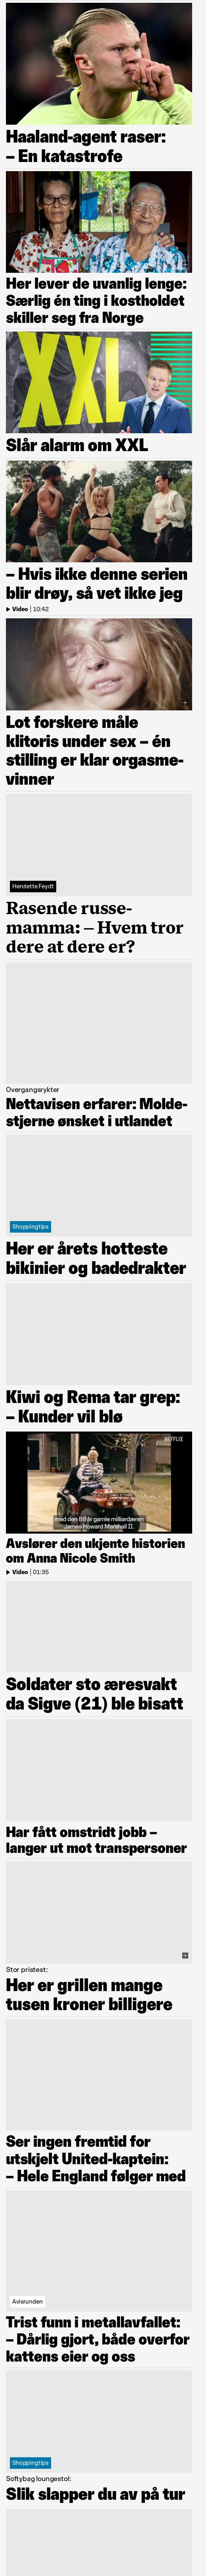 Haaland-agent raser:
– En katastrofe
Her lever de uvanlig lenge:
Særlig én ting i kostholdet
skiller seg fra Norge
XXL
Slår alarm om XXL
– Hvis ikke denne serien
blir drøy, så vet ikke jeg
Video | 10:42
Lot forskere måle
klitoris under sex – én
stilling er klar orgasme-
vinner
Henriette Feydt
Rasende russe-
mamma: – Hvem tror
dere at dere er?
Overgangsrykter
Nettavisen erfarer: Molde-
stjerne ønsket i utlandet
Shoppingtips
Her er årets hotteste
bikinier og badedrakter
Kiwi og Rema tar grep:
– Kunder vil blø
NETFLIX
med den 89 år gamle milliardæren
James Howard Marshall II.
Avslører den ukjente historien
om Anna Nicole Smith
Video | 01:35
Soldater sto æresvakt
da Sigve (21) ble bisatt
Har fått omstridt jobb –
langer ut mot transpersoner
Stor pristest:
Her er grillen mange
tusen kroner billigere
Ser ingen fremtid for
utskjelt United-kaptein:
– Hele England følger med
Avisrunden
Trist funn i metallavfallet:
– Dårlig gjort, både overfor
kattens eier og oss
Shoppingtips
Softybag loungestol:
Slik slapper du av på tur